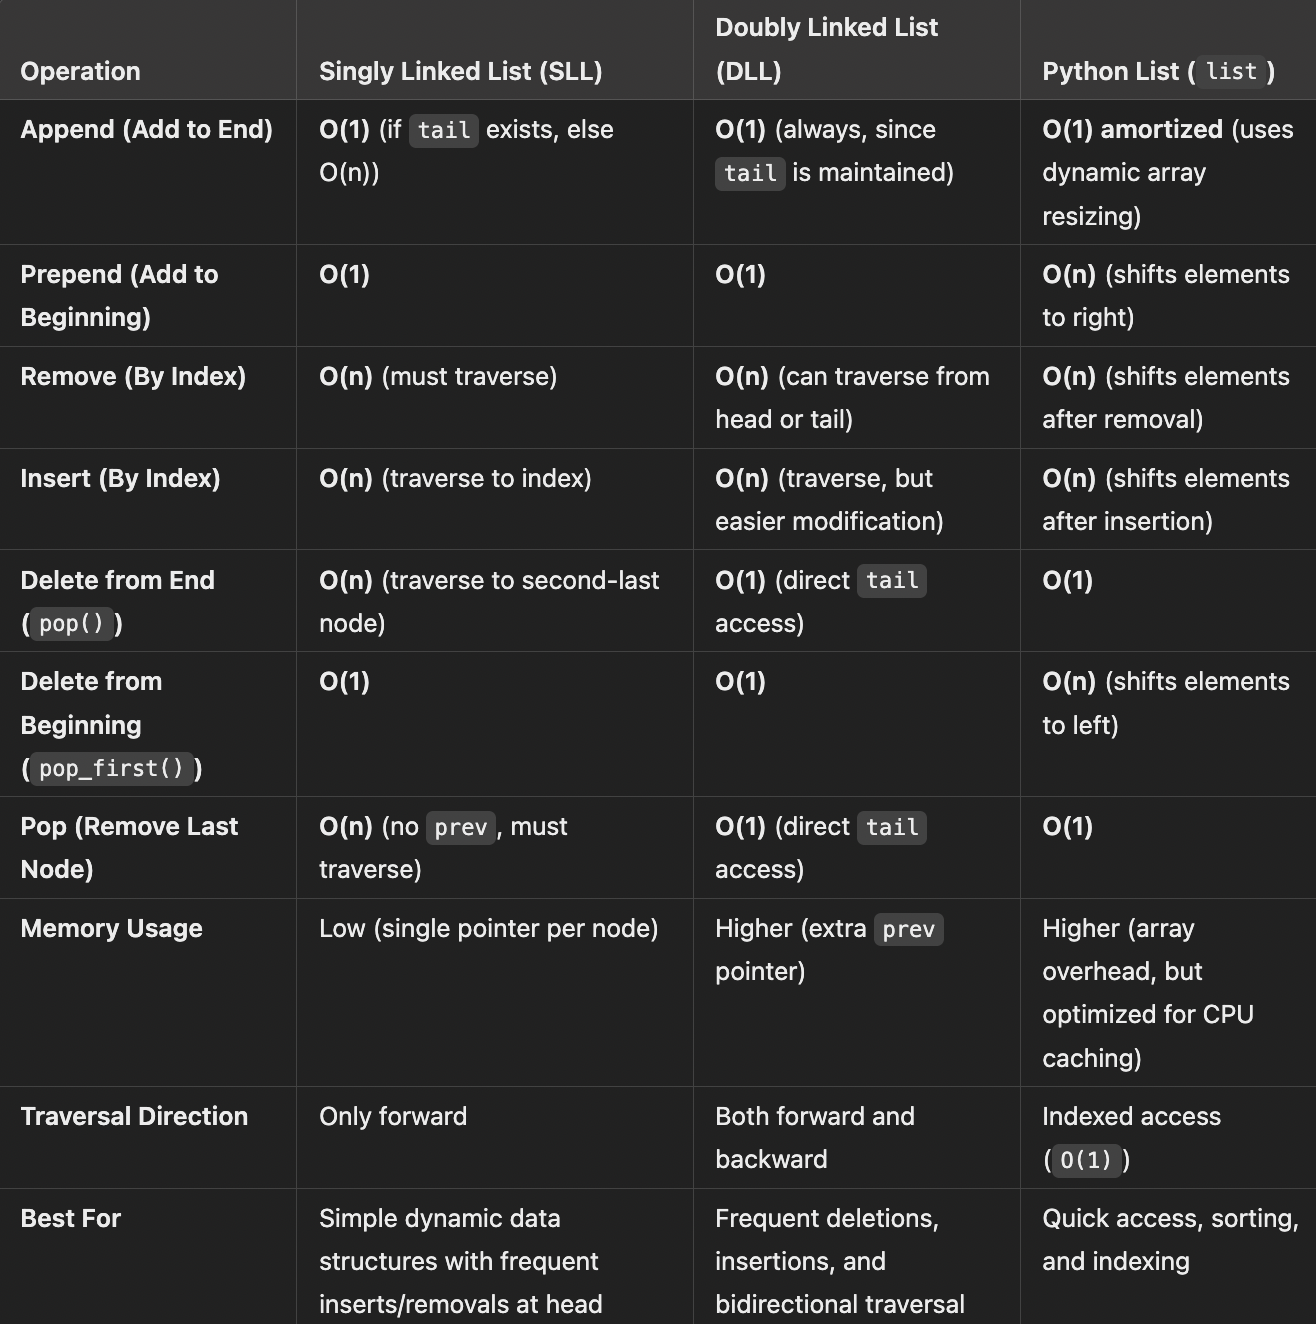 Operation
Singly Linked List (SLL)
Doubly Linked List
(DLL)
Python List ( list )
Append (Add to End)
O(1) (if tail exists, else
O(n))
O(1) (always, since
tail is maintained)
O(1) amortized (uses
dynamic array
resizing)
Prepend (Add to
Beginning)
O(1)
O(1)
O(n) (shifts elements
to right)
Remove (By Index)
O(n) (must traverse)
O(n) (can traverse from
head or tail)
O(n) (shifts elements
after removal)
Insert (By Index)
O(n) (traverse to index)
O(n) (traverse, but
easier modification)
O(n) (shifts elements
after insertion)
Delete from End
( pop() )
O(n) (traverse to second-last
node)
O(1) (direct tail
access)
O(1)
Delete from
Beginning
( pop_first() )
O(1)
O(1)
O(n) (shifts elements
to left)
Pop (Remove Last
Node)
O(n) (no prev , must
traverse)
O(1) (direct tail
access)
O(1)
Memory Usage
Low (single pointer per node)
Higher (extra prev
pointer)
Higher (array
overhead, but
optimized for CPU
caching)
Traversal Direction
Only forward
Both forward and
backward
Indexed access
( O(1) )
Best For
Simple dynamic data
structures with frequent
inserts/removals at head
Frequent deletions,
insertions, and
bidirectional traversal
Quick access, sorting,
and indexing